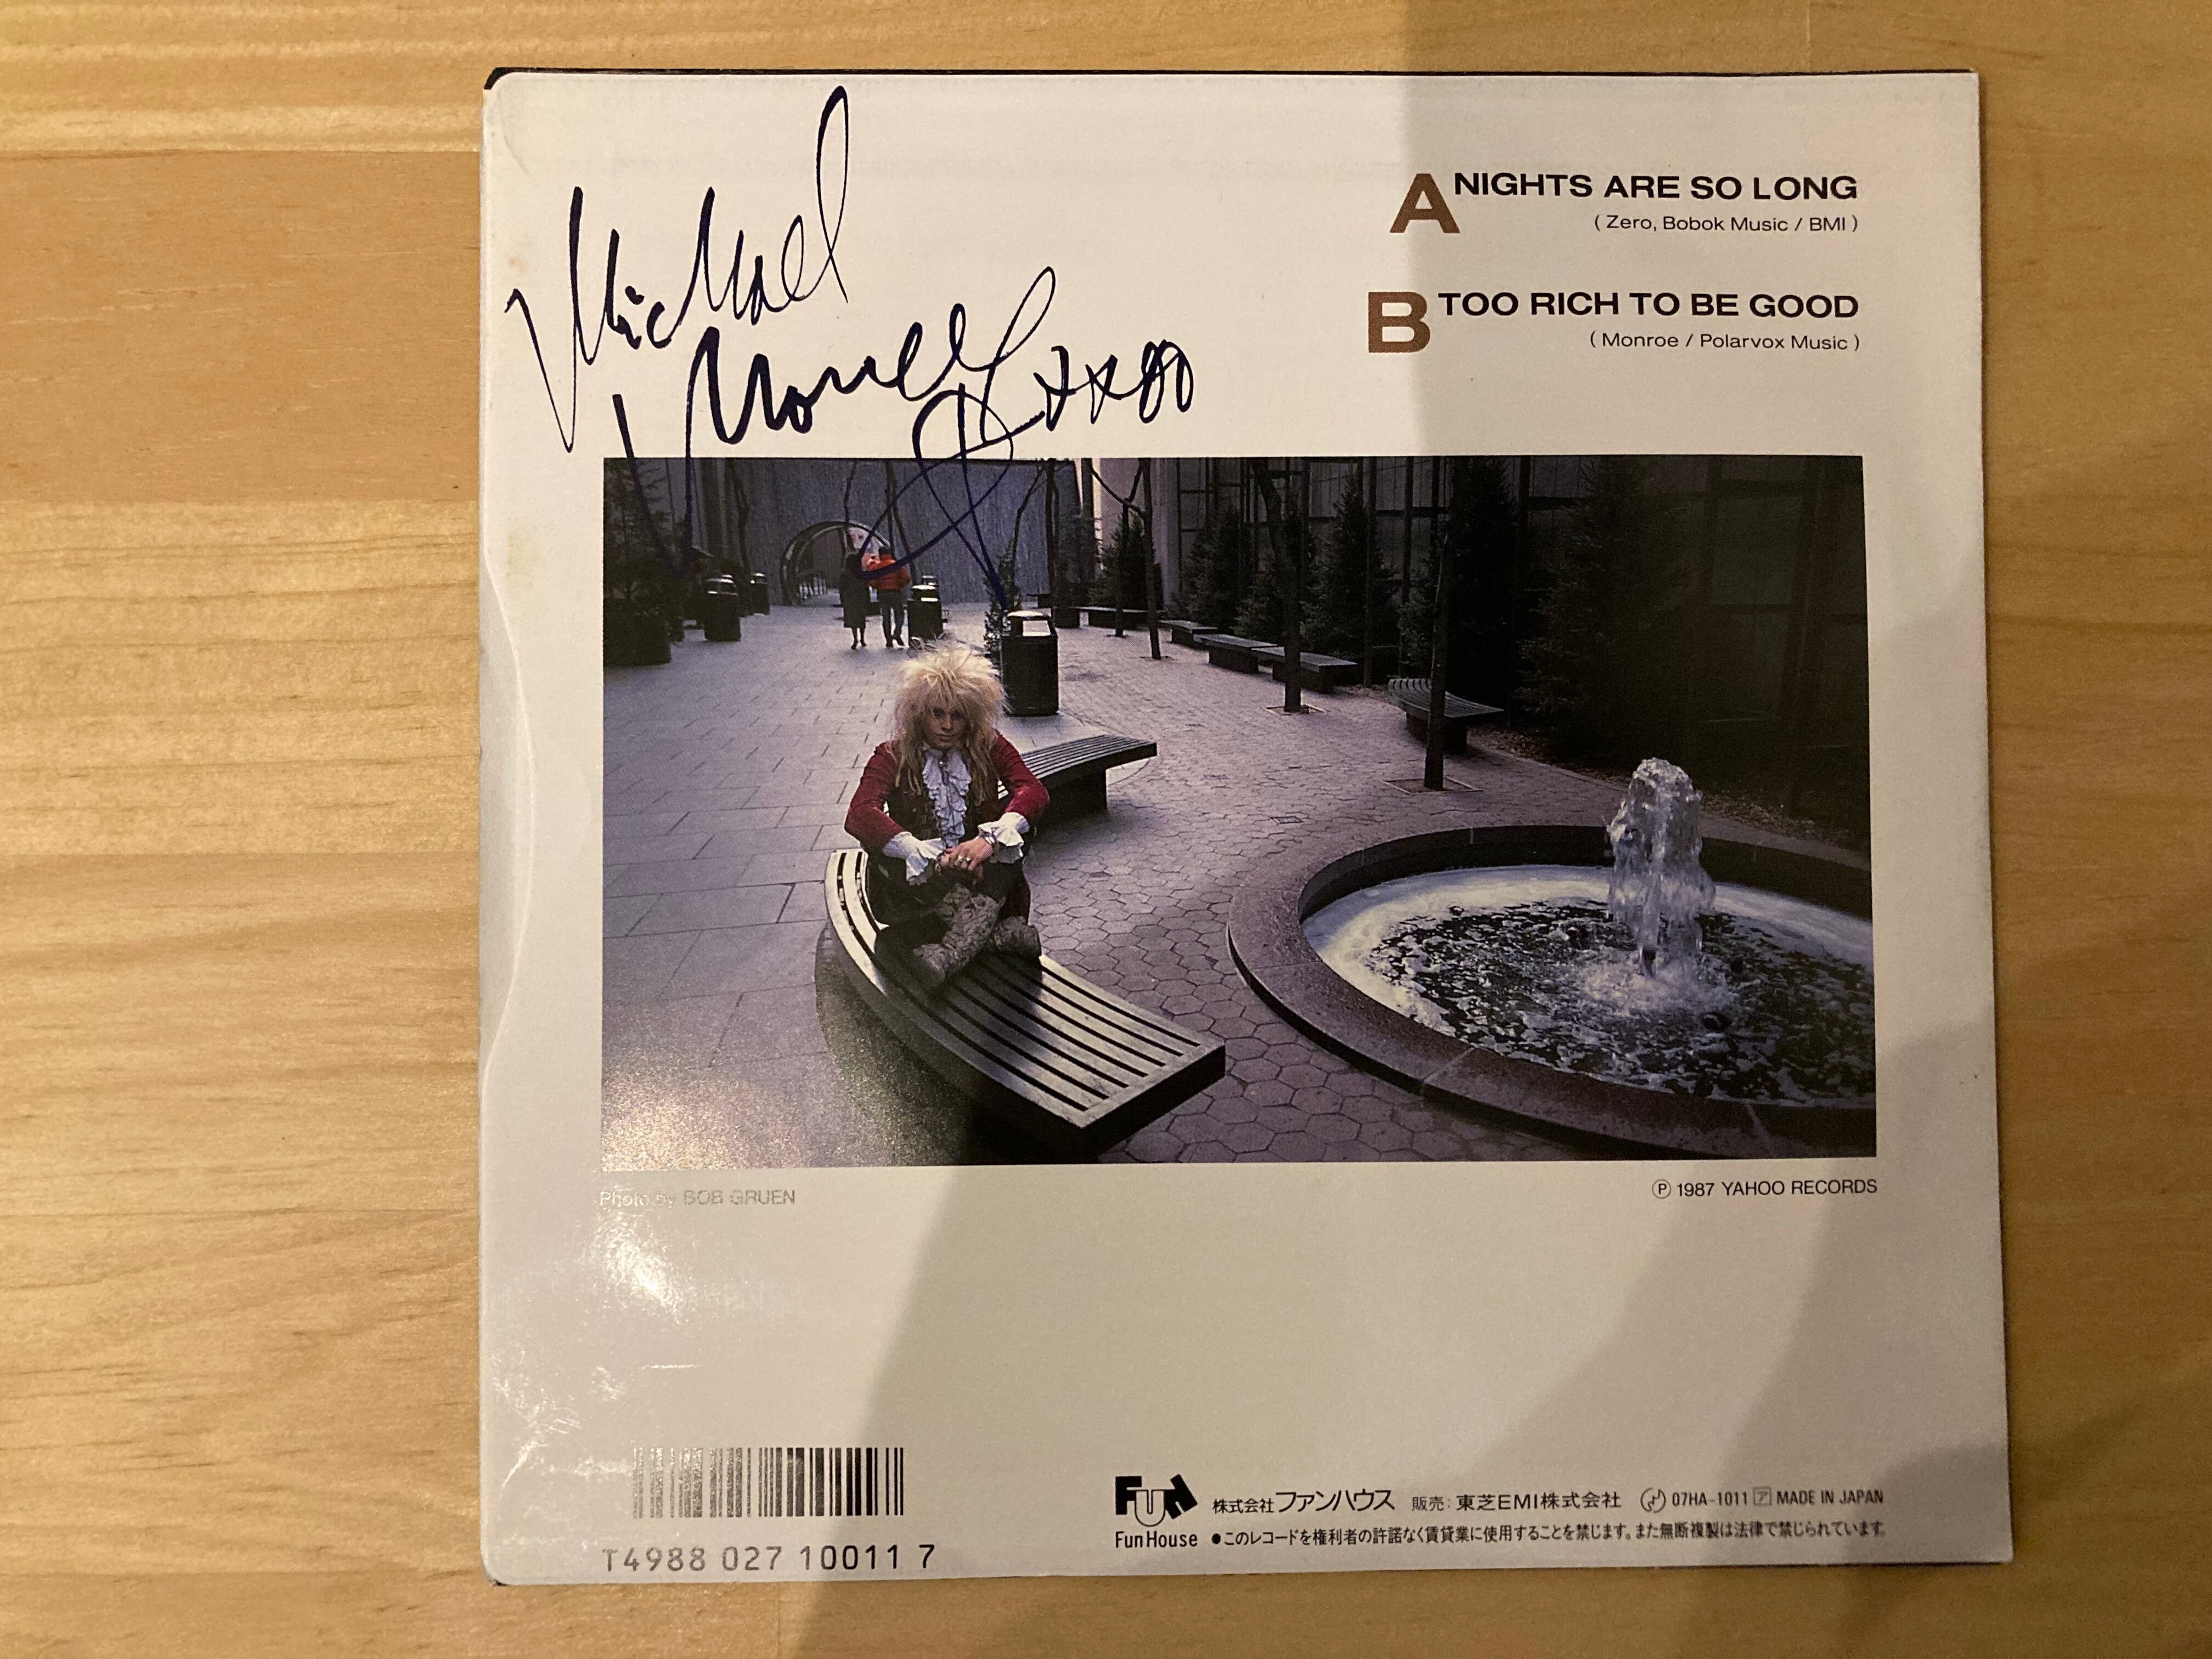 Michael
Monroe xxoo
A NIGHTS ARE SO LONG
( Zero, Bobok Music / BMI )
B TOO RICH TO BE GOOD
( Monroe / Polarvox Music )
Photo by BOB GRUEN
Ⓟ 1987 YAHOO RECORDS
T4988 027 10011 7
Fun
Fun House
株式会社ファンハウス 販売:東芝EMI株式会社 07HA-1011 ア MADE IN JAPAN
●このレコードを権利者の許諾なく賃貸業に使用することを禁じます。また無断複製は法律で禁じられています。